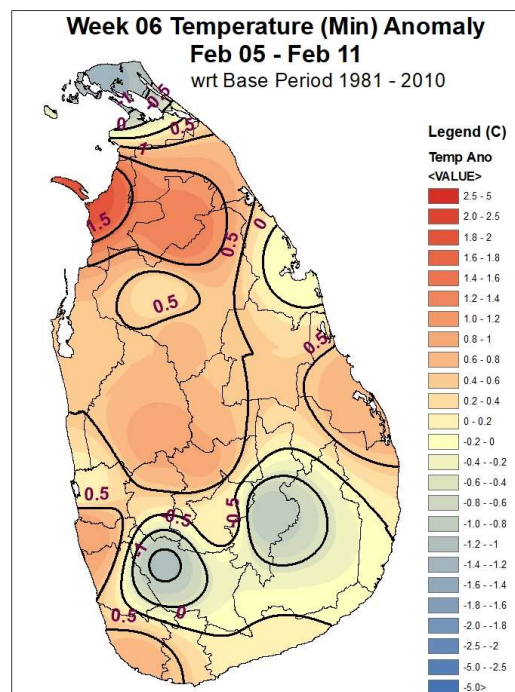 Week 06 Temperature (Min) Anomaly
Feb 05 - Feb 11
wrt Base Period 1981 - 2010
-1
-0.5
0
0.5
1
1.5
0.5
0.5
0
0.5
0.5
-0.5
-0.5
-1
0
0.5
Legend (C)
Temp Ano
<VALUE>
2.5 - 5
2.0 - 2.5
1.8 - 2
1.6 - 1.8
1.4 - 1.6
1.2 - 1.4
1.0 - 1.2
0.8 - 1
0.6 - 0.8
0.4 - 0.6
0.2 - 0.4
0 - 0.2
-0.2 - 0
-0.4 - -0.2
-0.6 - -0.4
-0.8 - -0.6
-1.0 - -0.8
-1.2 - -1
-1.4 - -1.2
-1.6 - -1.4
-1.8 - -1.6
-2.0 - -1.8
-2.5 - -2
-5.0 - -2.5
-5.0>